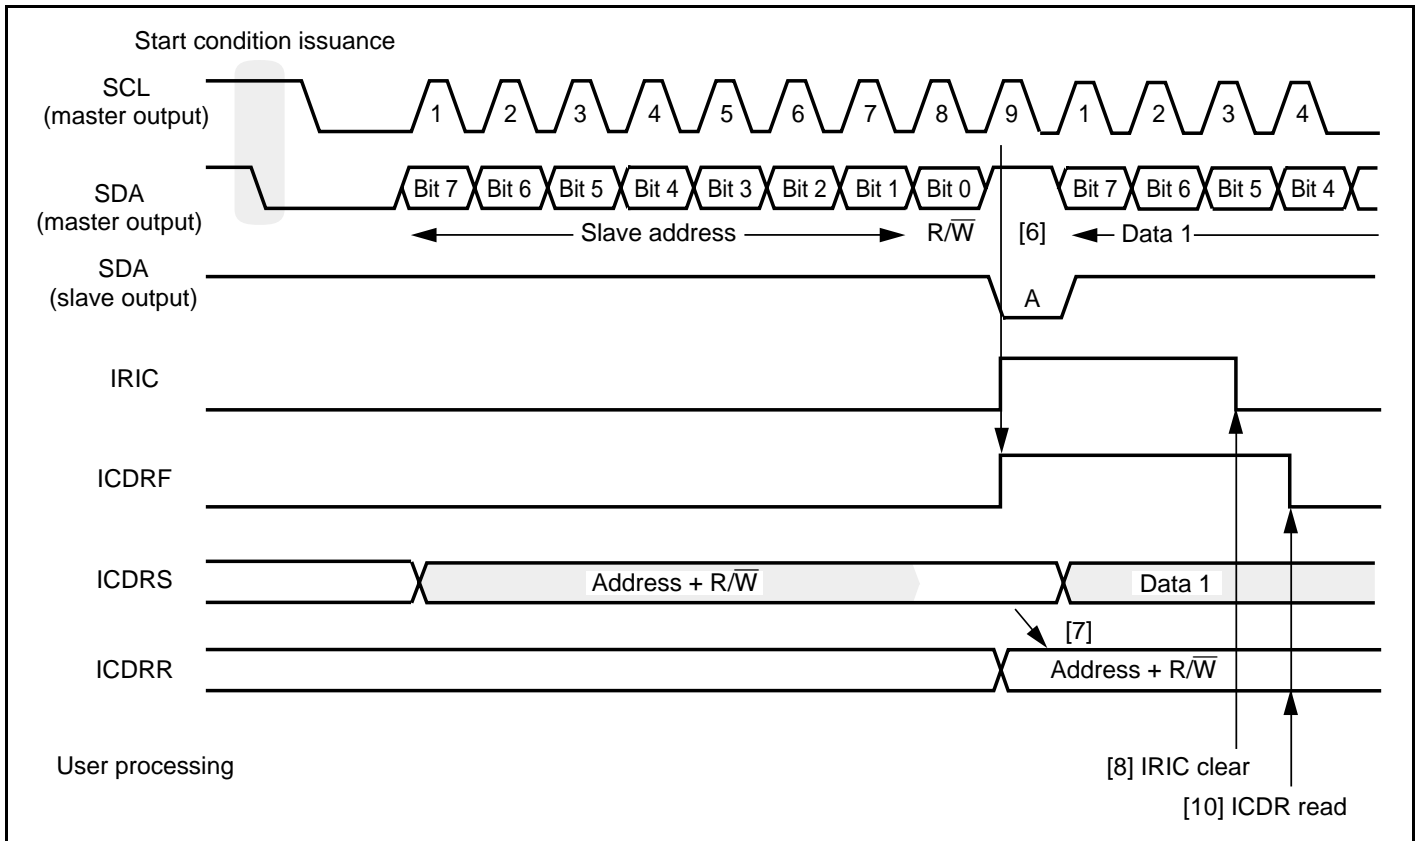 Start condition issuance
SCL
(master output)
1 2 3 4 5 6 7 8 9 1 2 3 4
SDA
(master output)
Bit 7 Bit 6 Bit 5 Bit 4 Bit 3 Bit 2 Bit 1 Bit 0 Bit 7 Bit 6 Bit 5 Bit 4
Slave address R/W̅ [6] Data 1
SDA
(slave output)
A
IRIC
ICDRF
ICDRS
Address + R/W̅ Data 1
[7]
ICDRR
Address + R/W̅
User processing
[8] IRIC clear
[10] ICDR read